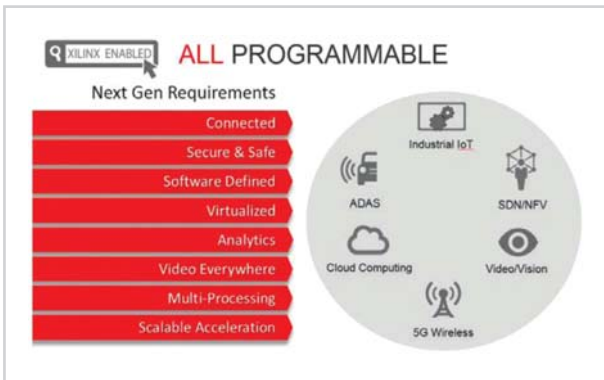 XILINX ENABLED
ALL PROGRAMMABLE
Next Gen Requirements
Connected
Secure & Safe
Software Defined
Virtualized
Analytics
Video Everywhere
Multi-Processing
Scalable Acceleration
Industrial IoT
ADAS
SDN/NFV
Cloud Computing
Video/Vision
5G Wireless